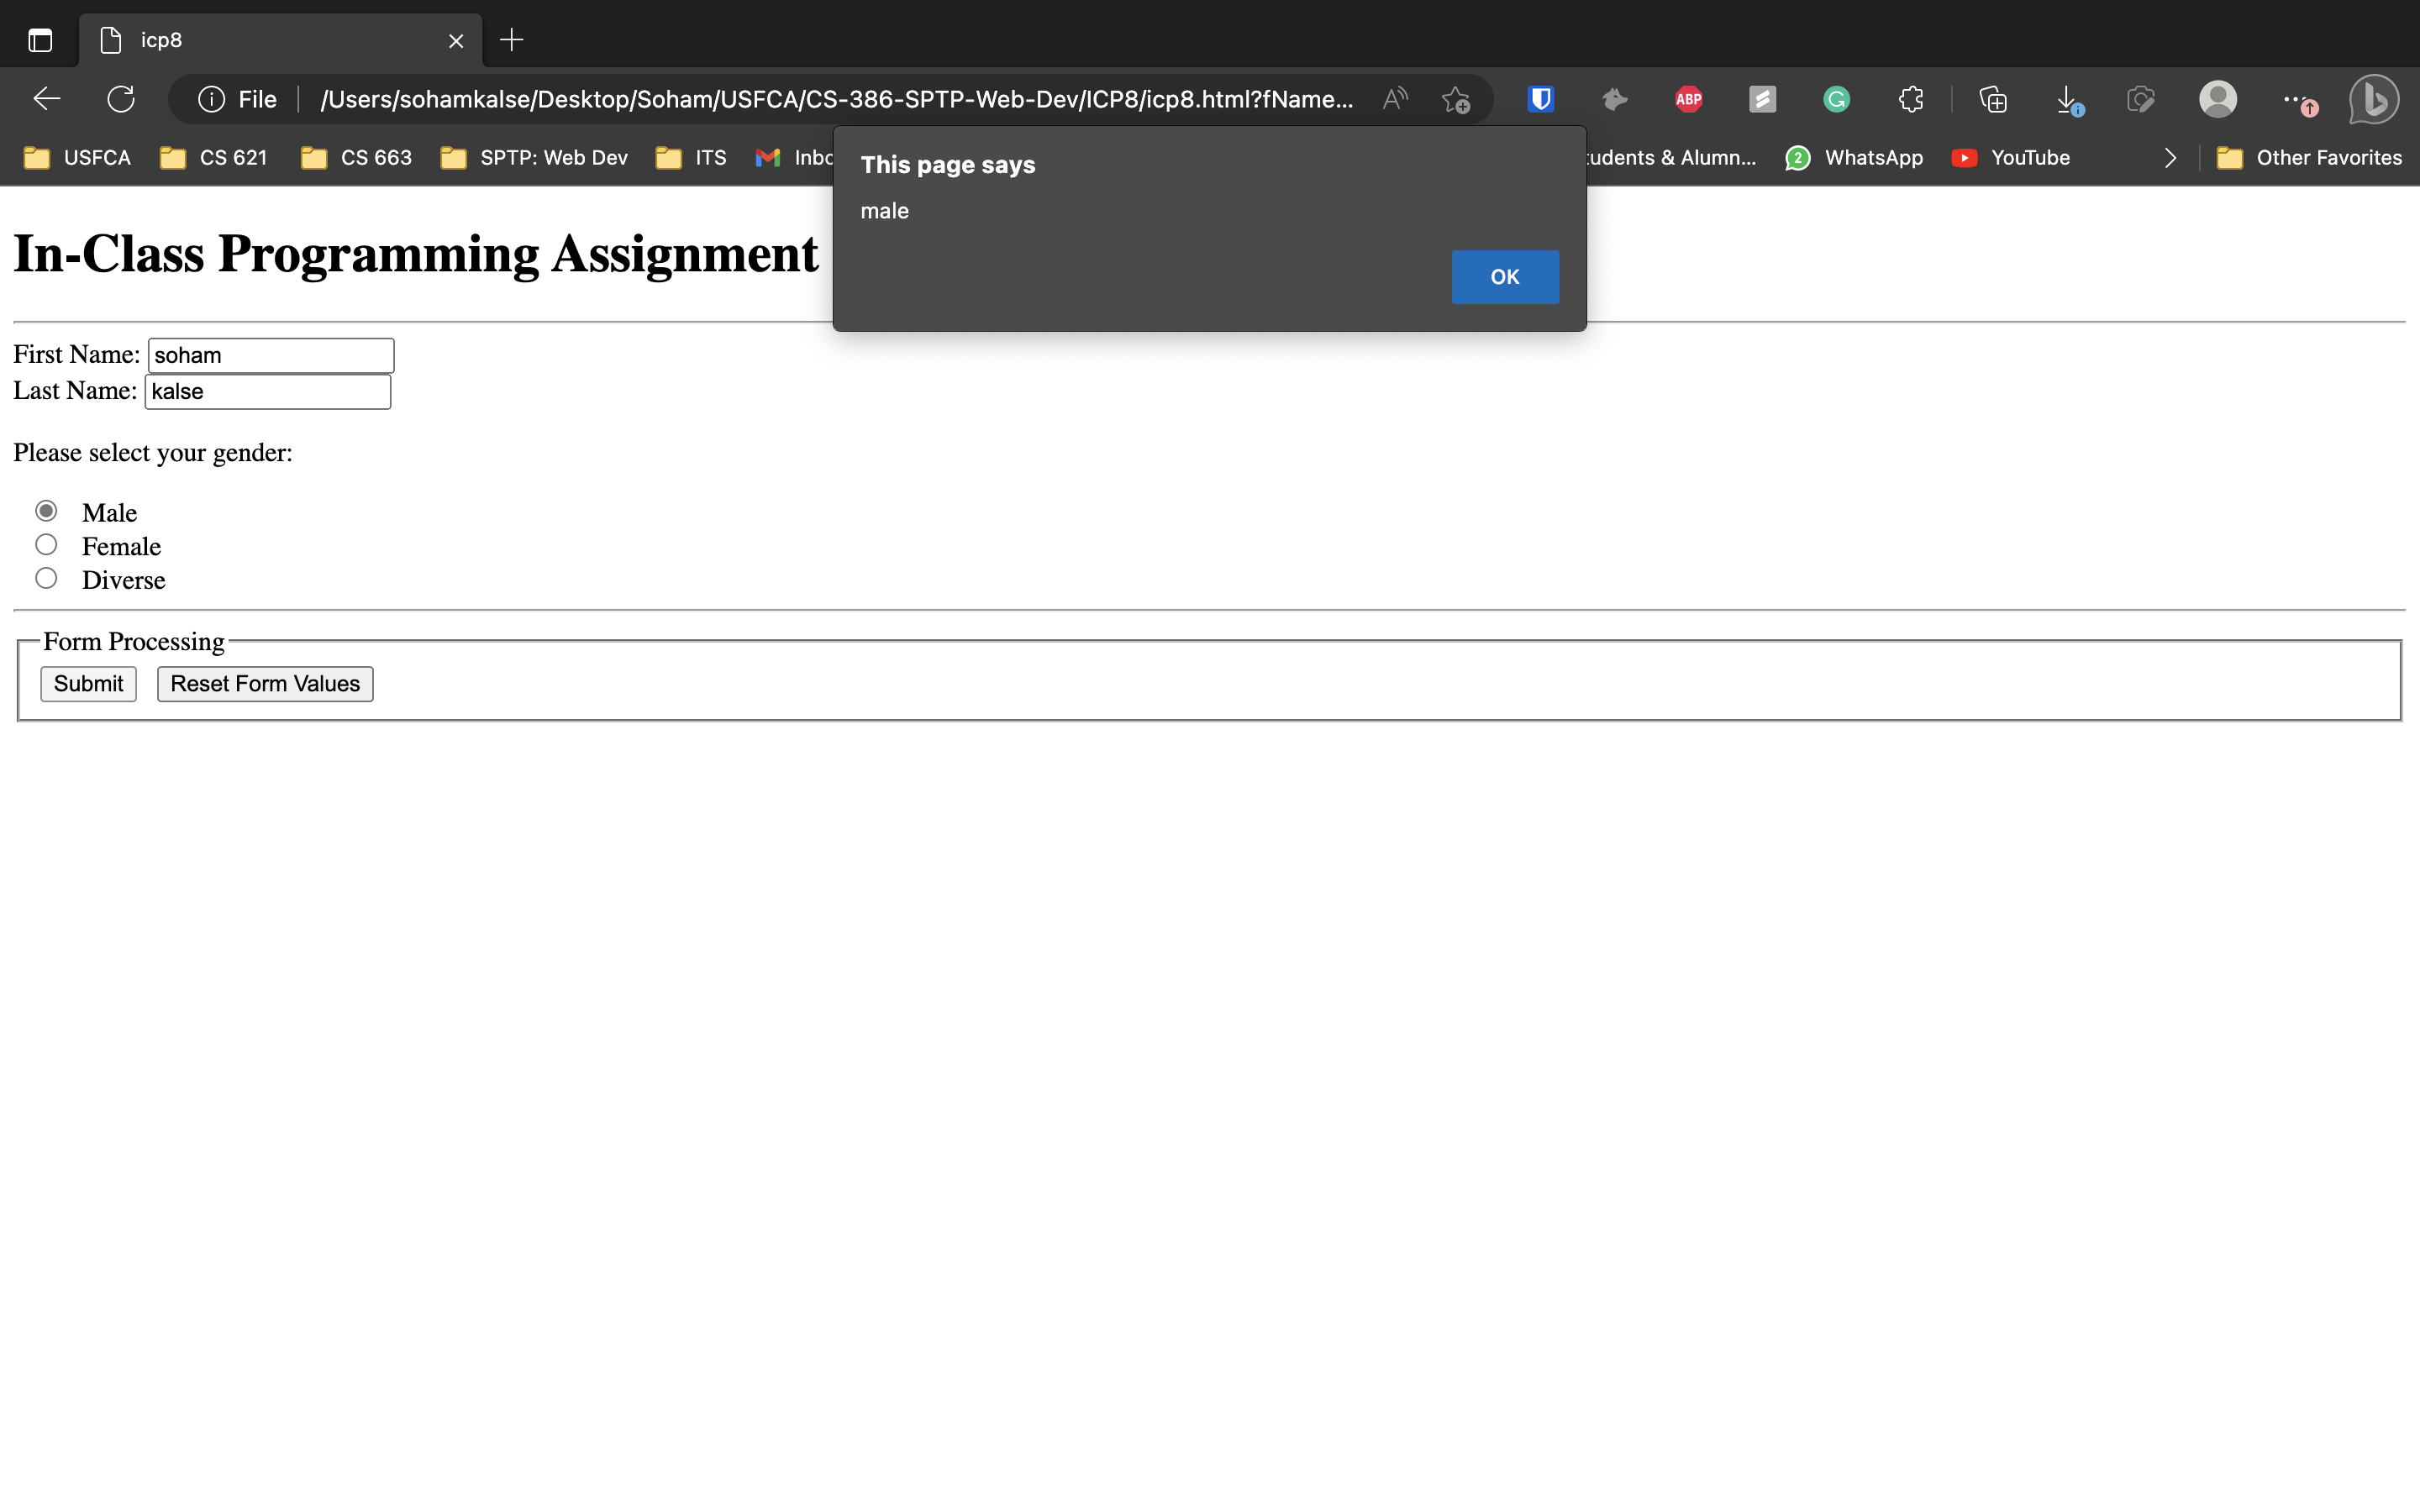 icp8
File /Users/sohamkalse/Desktop/Soham/USFCA/CS-386-SPTP-Web-Dev/ICP8/icp8.html?fName...
ABP
USFCA CS 621 CS 663 SPTP: Web Dev ITS Inbo tudents & Alumn... 2 WhatsApp YouTube Other Favorites
This page says
male
OK
In-Class Programming Assignment
First Name: soham
Last Name: kalse
Please select your gender:
Male
Female
Diverse
Form Processing
Submit Reset Form Values